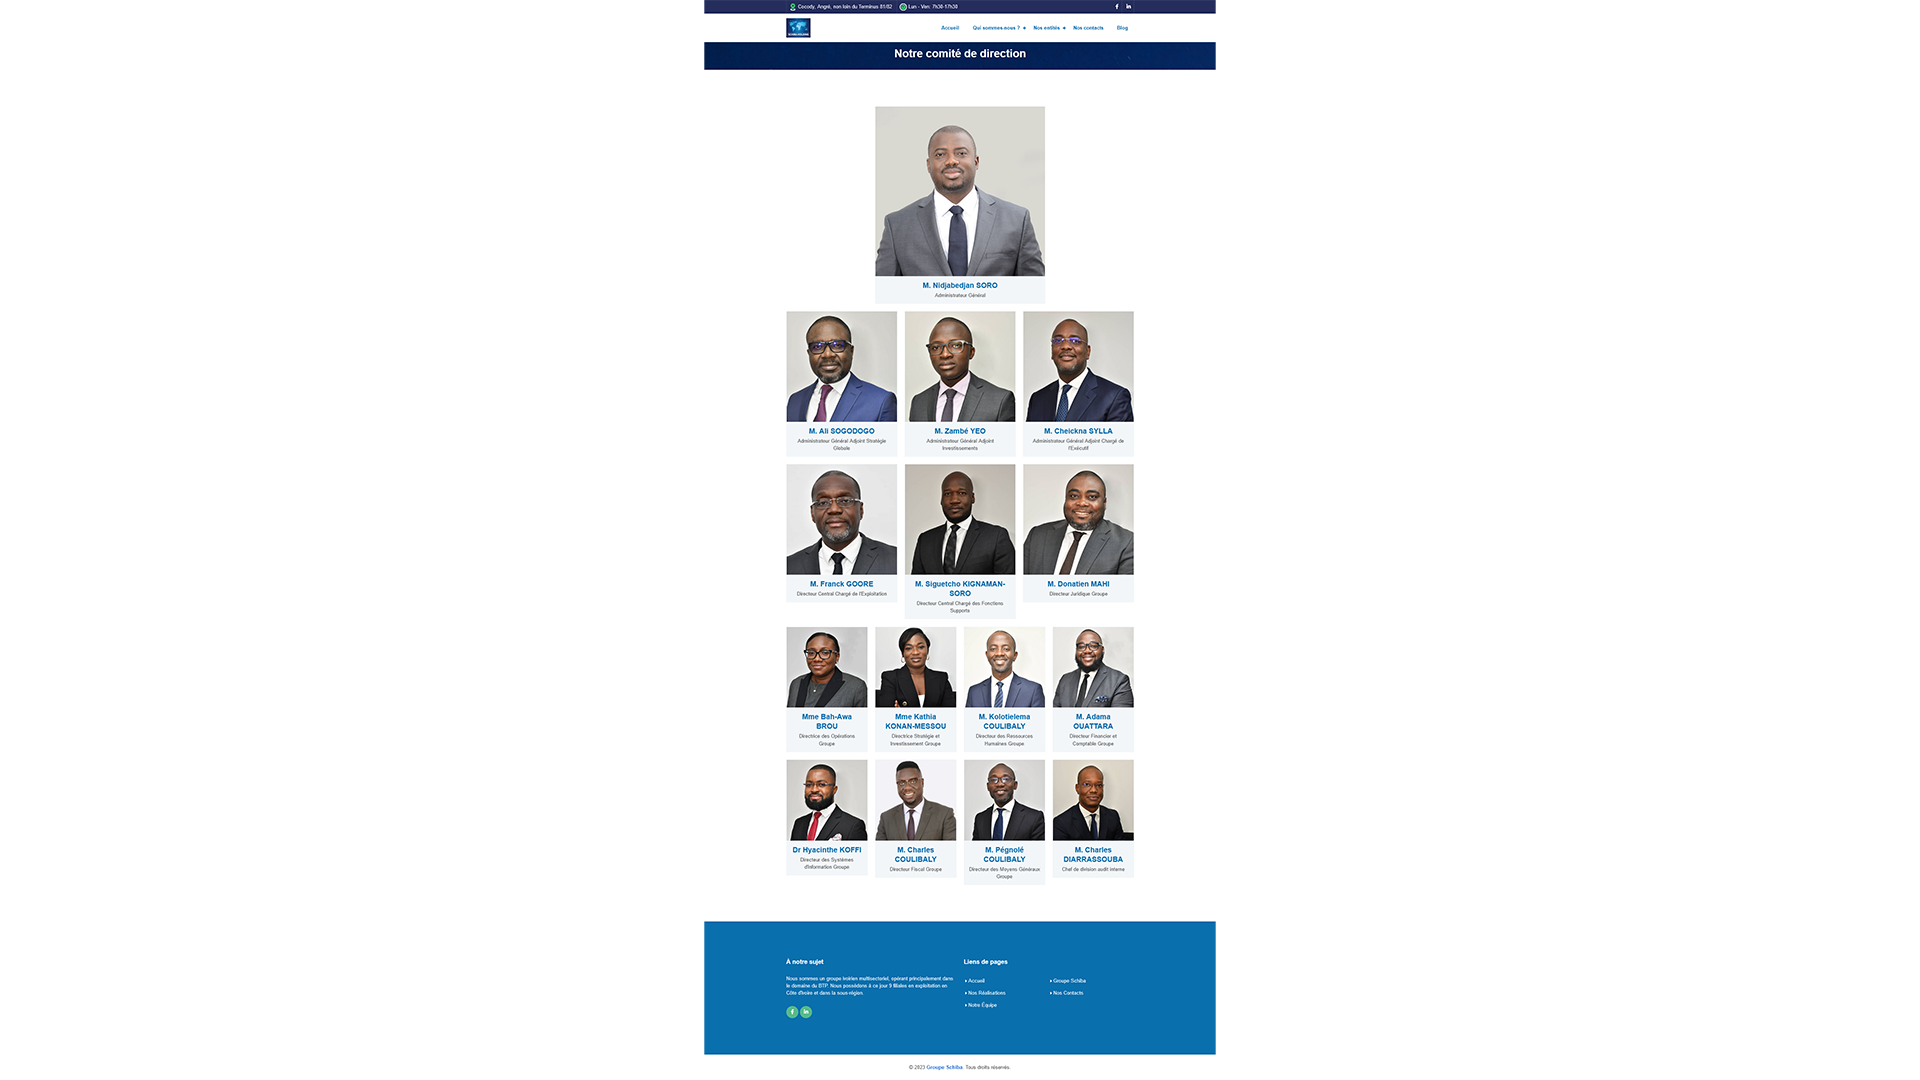 Cocody, Angré, non loin du Terminus 81/82
Lun - Ven: 7h30-17h30
Accueil
Qui sommes-nous ?
Nos entités
Nos contacts
Blog
Notre comité de direction
M. Nidjabedjan SORO
Administrateur Général
M. Ali SOGODOGO
Administrateur Général Adjoint Stratégie
Globale
M. Zambé YEO
Administrateur Général Adjoint
Investissements
M. Cheickna SYLLA
Administrateur Général Adjoint Chargé de
l'Exécutif
M. Franck GOORE
Directeur Central Chargé de l'Exploitation
M. Siguetcho KIGNAMAN-
SORO
Directeur Central Chargé des Fonctions
Supports
M. Donatien MAHI
Directeur Juridique Groupe
Mme Bah-Awa
BROU
Directrice des Opérations
Groupe
Mme Kathia
KONAN-MESSOU
Directrice Stratégie et
Investissement Groupe
M. Kolotielema
COULIBALY
Directeur des Ressources
Humaines Groupe
M. Adama
OUATTARA
Directeur Financier et
Comptable Groupe
Dr Hyacinthe KOFFI
Directeur des Systèmes
d'Information Groupe
M. Charles
COULIBALY
Directeur Fiscal Groupe
M. Pégnolé
COULIBALY
Directeur des Moyens Généraux
Groupe
M. Charles
DIARRASSOUBA
Chef de division audit interne
À notre sujet
Nous sommes un groupe ivoirien multisectoriel, opérant principalement dans
le domaine du BTP. Nous possédons à ce jour 9 filiales en exploitation en
Côte d'Ivoire et dans la sous-région.
Liens de pages
Accueil
Nos Réalisations
Notre Équipe
Groupe Schiba
Nos Contacts
© 2023 Groupe Schiba. Tous droits réservés.